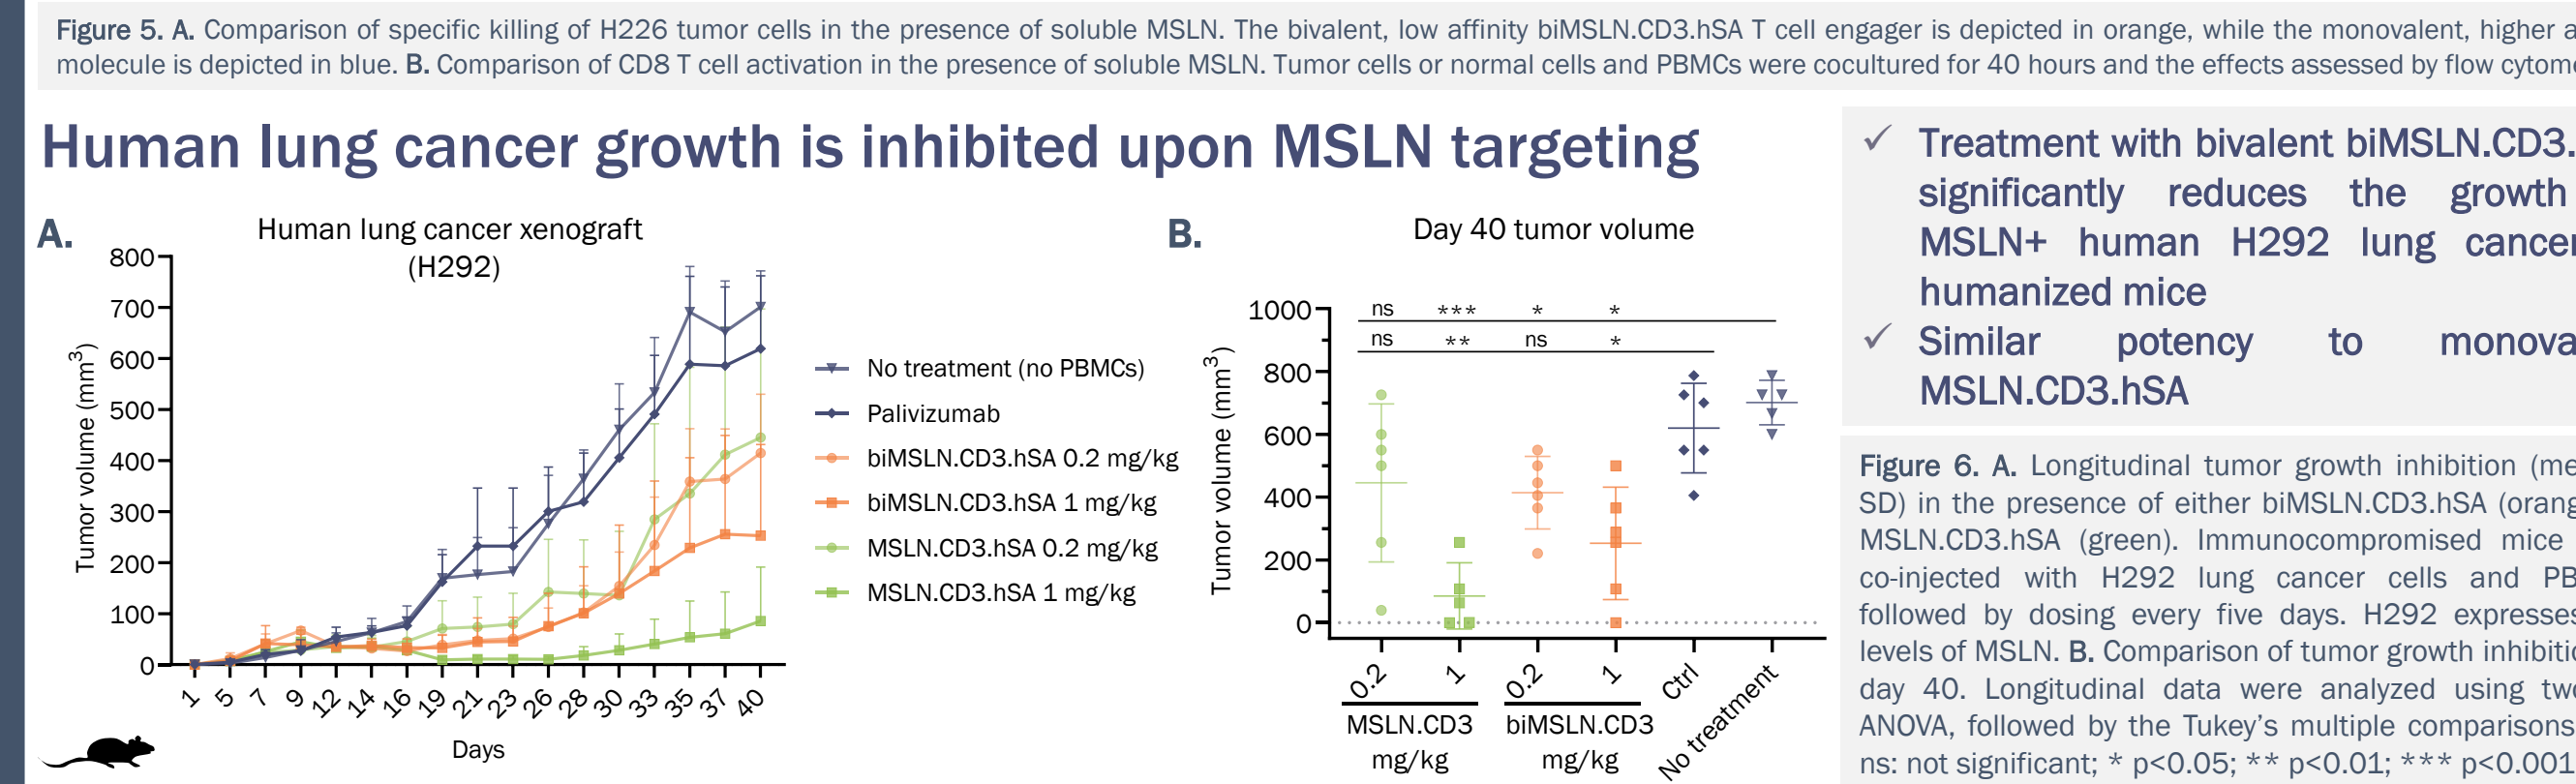 Figure 5. A. Comparison of specific killing of H226 tumor cells in the presence of soluble MSLN. The bivalent, low affinity biMSLN.CD3.hSA T cell engager is depicted in orange, while the monovalent, higher a
molecule is depicted in blue. B. Comparison of CD8 T cell activation in the presence of soluble MSLN. Tumor cells or normal cells and PBMCs were cocultured for 40 hours and the effects assessed by flow cytom
Human lung cancer growth is inhibited upon MSLN targeting
A.
Human lung cancer xenograft
(H292)
Tumor volume (mm³)
800
700
600
500
400
300
200
100
0
1 5 7 9 12 14 16 19 21 23 26 28 30 33 35 37 40
Days
No treatment (no PBMCs)
Palivizumab
biMSLN.CD3.hSA 0.2 mg/kg
biMSLN.CD3.hSA 1 mg/kg
MSLN.CD3.hSA 0.2 mg/kg
MSLN.CD3.hSA 1 mg/kg
B.
Day 40 tumor volume
Tumor volume (mm³)
1000
800
600
400
200
0
ns *** * *
ns ** ns *
0.2 1 0.2 1 Ctrl No treatment
MSLN.CD3 biMSLN.CD3
mg/kg mg/kg
✓ Treatment with bivalent biMSLN.CD3.
significantly reduces the growth
MSLN+ human H292 lung cancer
humanized mice
✓ Similar potency to monova
MSLN.CD3.hSA
Figure 6. A. Longitudinal tumor growth inhibition (me
SD) in the presence of either biMSLN.CD3.hSA (orang
MSLN.CD3.hSA (green). Immunocompromised mice
co-injected with H292 lung cancer cells and PB
followed by dosing every five days. H292 expresses
levels of MSLN. B. Comparison of tumor growth inhibitio
day 40. Longitudinal data were analyzed using two
ANOVA, followed by the Tukey's multiple comparisons
ns: not significant; * p<0.05; ** p<0.01; *** p<0.001